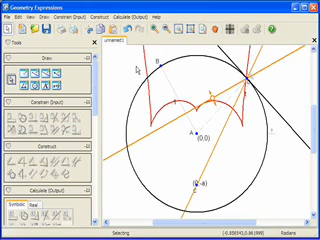 Geometry Expressions
File Edit View Draw Constrain (Input) Construct Calculate (Output) Help
Tools
unnamed1
Draw
Constrain (Input)
Construct
Calculate (Output)
Symbolic Real
B
A
(0,0)
(0,-a)
C
Selecting
Radians